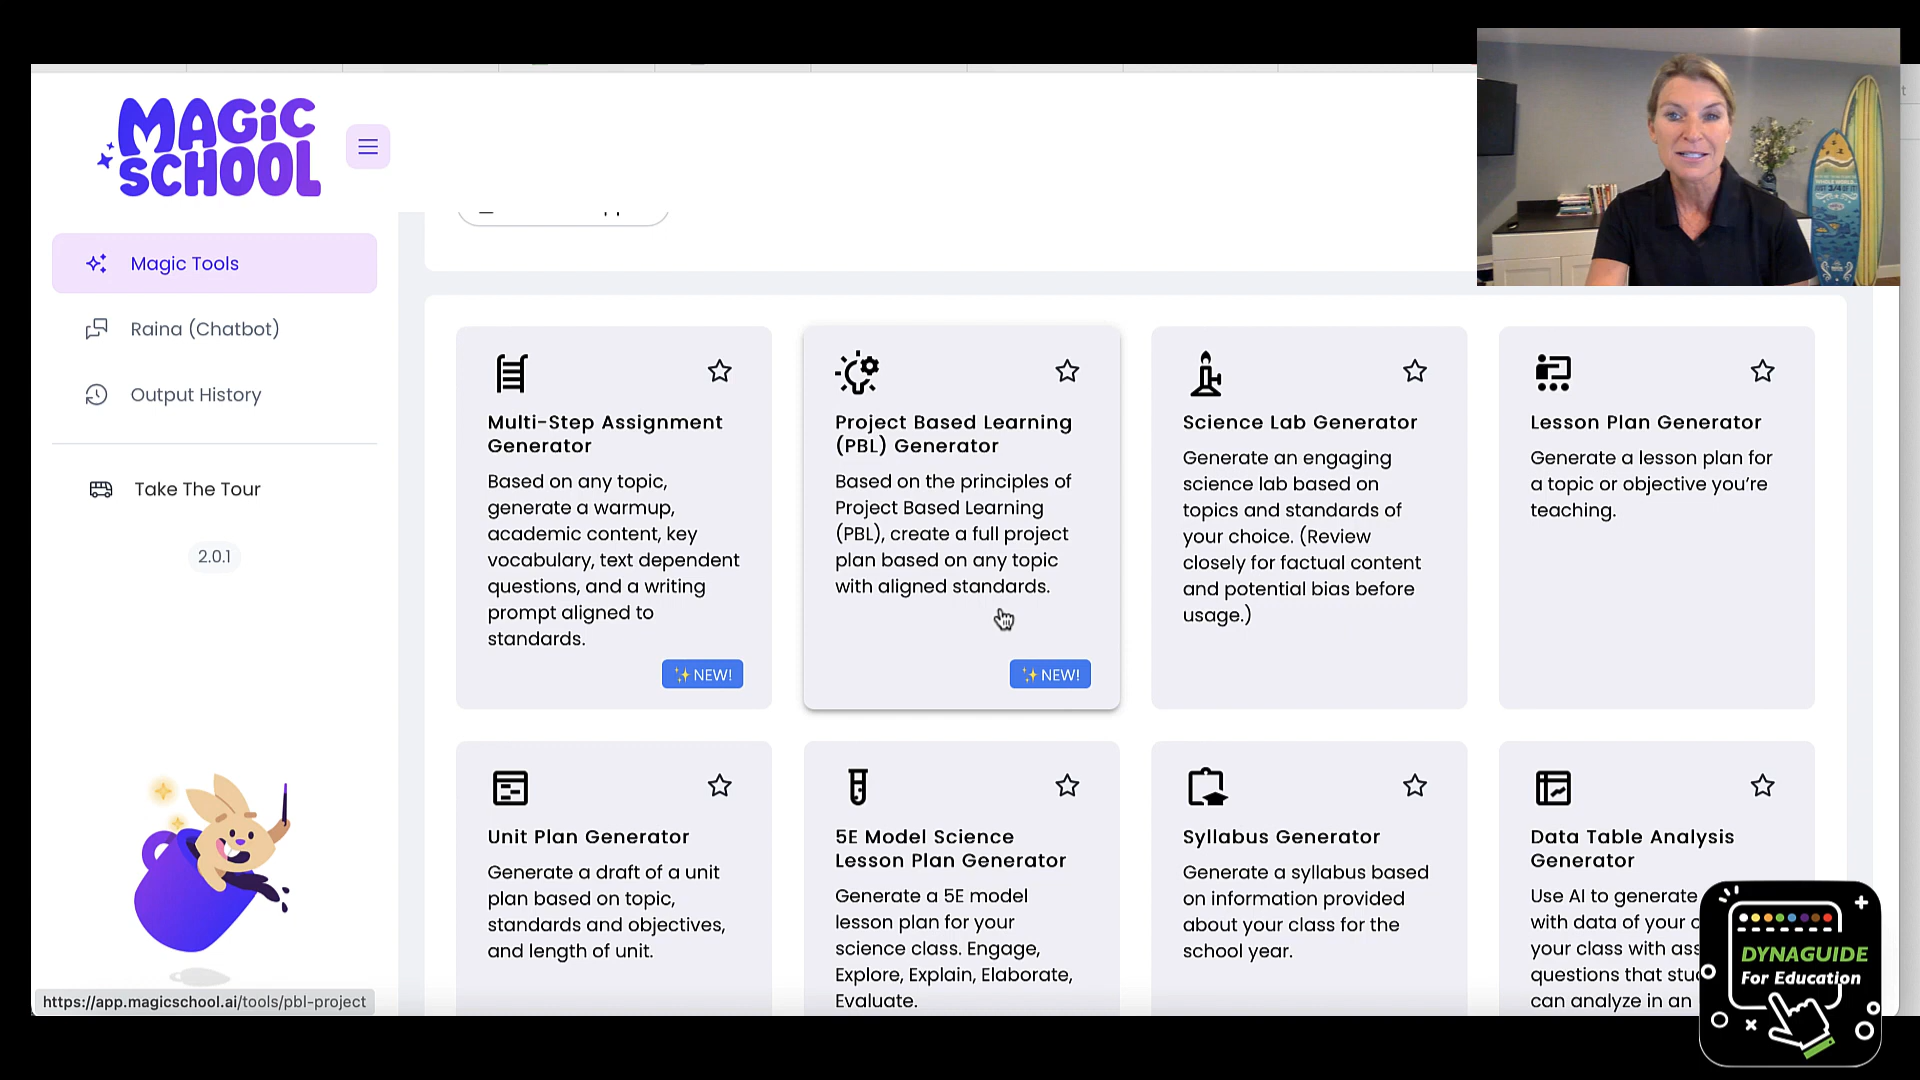 MAGIC
SCHOOL
Magic Tools
Raina (Chatbot)
Output History
Take The Tour
2.0.1
Multi-Step Assignment
Generator
Based on any topic,
generate a warmup,
academic content, key
vocabulary, text dependent
questions, and a writing
prompt aligned to
standards.
✨ NEW!
Project Based Learning
(PBL) Generator
Based on the principles of
Project Based Learning
(PBL), create a full project
plan based on any topic
with aligned standards.
✨ NEW!
Science Lab Generator
Generate an engaging
science lab based on
topics and standards of
your choice. (Review
closely for factual content
and potential bias before
usage.)
Lesson Plan Generator
Generate a lesson plan for
a topic or objective you're
teaching.
Unit Plan Generator
Generate a draft of a unit
plan based on topic,
standards and objectives,
and length of unit.
5E Model Science
Lesson Plan Generator
Generate a 5E model
lesson plan for your
science class. Engage,
Explore, Explain, Elaborate,
Evaluate.
Syllabus Generator
Generate a syllabus based
on information provided
about your class for the
school year.
Data Table Analysis
Generator
Use AI to generate
with data of your
your class with
questions that
can analyze in an
https://app.magicschool.ai/tools/pbl-project
DYNAGUIDE
For Education